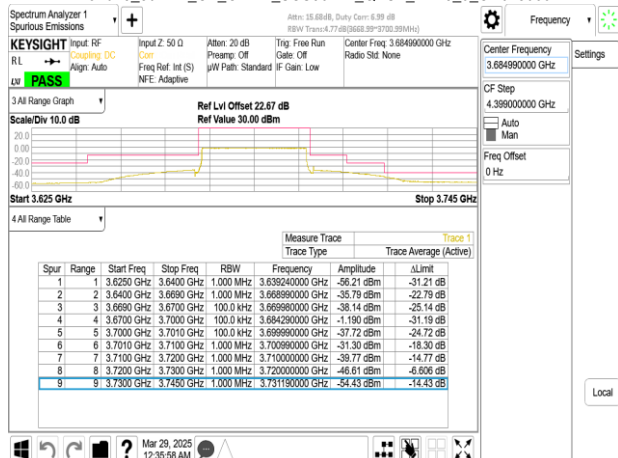 Spectrum Analyzer 1
Spurious Emissions
Attn: 15.68dB, Duty Corr: 6.99 dB
RBW Trans:4.77dB(3668.99~3700.99MHz)
Frequency
KEYSIGHT Input: RF Input Z: 50 Ω Atten: 20 dB Trig: Free Run Center Freq: 3.684990000 GHz
RL Coupling: DC Corr Preamp: Off Gate: Off Radio Std: None
Align: Auto Freq Ref: Int (S) µW Path: Standard IF Gain: Low
LXI PASS NFE: Adaptive
Center Frequency
3.684990000 GHz
Settings
CF Step
4.399000000 GHz
Auto
Man
Freq Offset
0 Hz
3 All Range Graph
Ref Lvl Offset 22.67 dB
Scale/Div 10.0 dB Ref Value 30.00 dBm
20.0
0.00
-20.0
-40.0
-60.0
Start 3.625 GHz Stop 3.745 GHz
4 All Range Table
Measure Trace Trace 1
Trace Type Trace Average (Active)
Spur Range Start Freq Stop Freq RBW Frequency Amplitude ΔLimit
1 1 3.6250 GHz 3.6400 GHz 1.000 MHz 3.639240000 GHz -56.21 dBm -31.21 dB
2 2 3.6400 GHz 3.6690 GHz 1.000 MHz 3.668990000 GHz -35.79 dBm -22.79 dB
3 3 3.6690 GHz 3.6700 GHz 100.0 kHz 3.669980000 GHz -38.14 dBm -25.14 dB
4 4 3.6700 GHz 3.7000 GHz 100.0 kHz 3.684290000 GHz -1.190 dBm -31.19 dB
5 5 3.7000 GHz 3.7010 GHz 100.0 kHz 3.699990000 GHz -37.72 dBm -24.72 dB
6 6 3.7010 GHz 3.7100 GHz 1.000 MHz 3.700990000 GHz -31.30 dBm -18.30 dB
7 7 3.7100 GHz 3.7200 GHz 1.000 MHz 3.710000000 GHz -39.77 dBm -14.77 dB
8 8 3.7200 GHz 3.7300 GHz 1.000 MHz 3.720000000 GHz -46.61 dBm -6.606 dB
9 9 3.7300 GHz 3.7450 GHz 1.000 MHz 3.731190000 GHz -54.43 dBm -14.43 dB
Local
Mar 29, 2025
12:35:58 AM